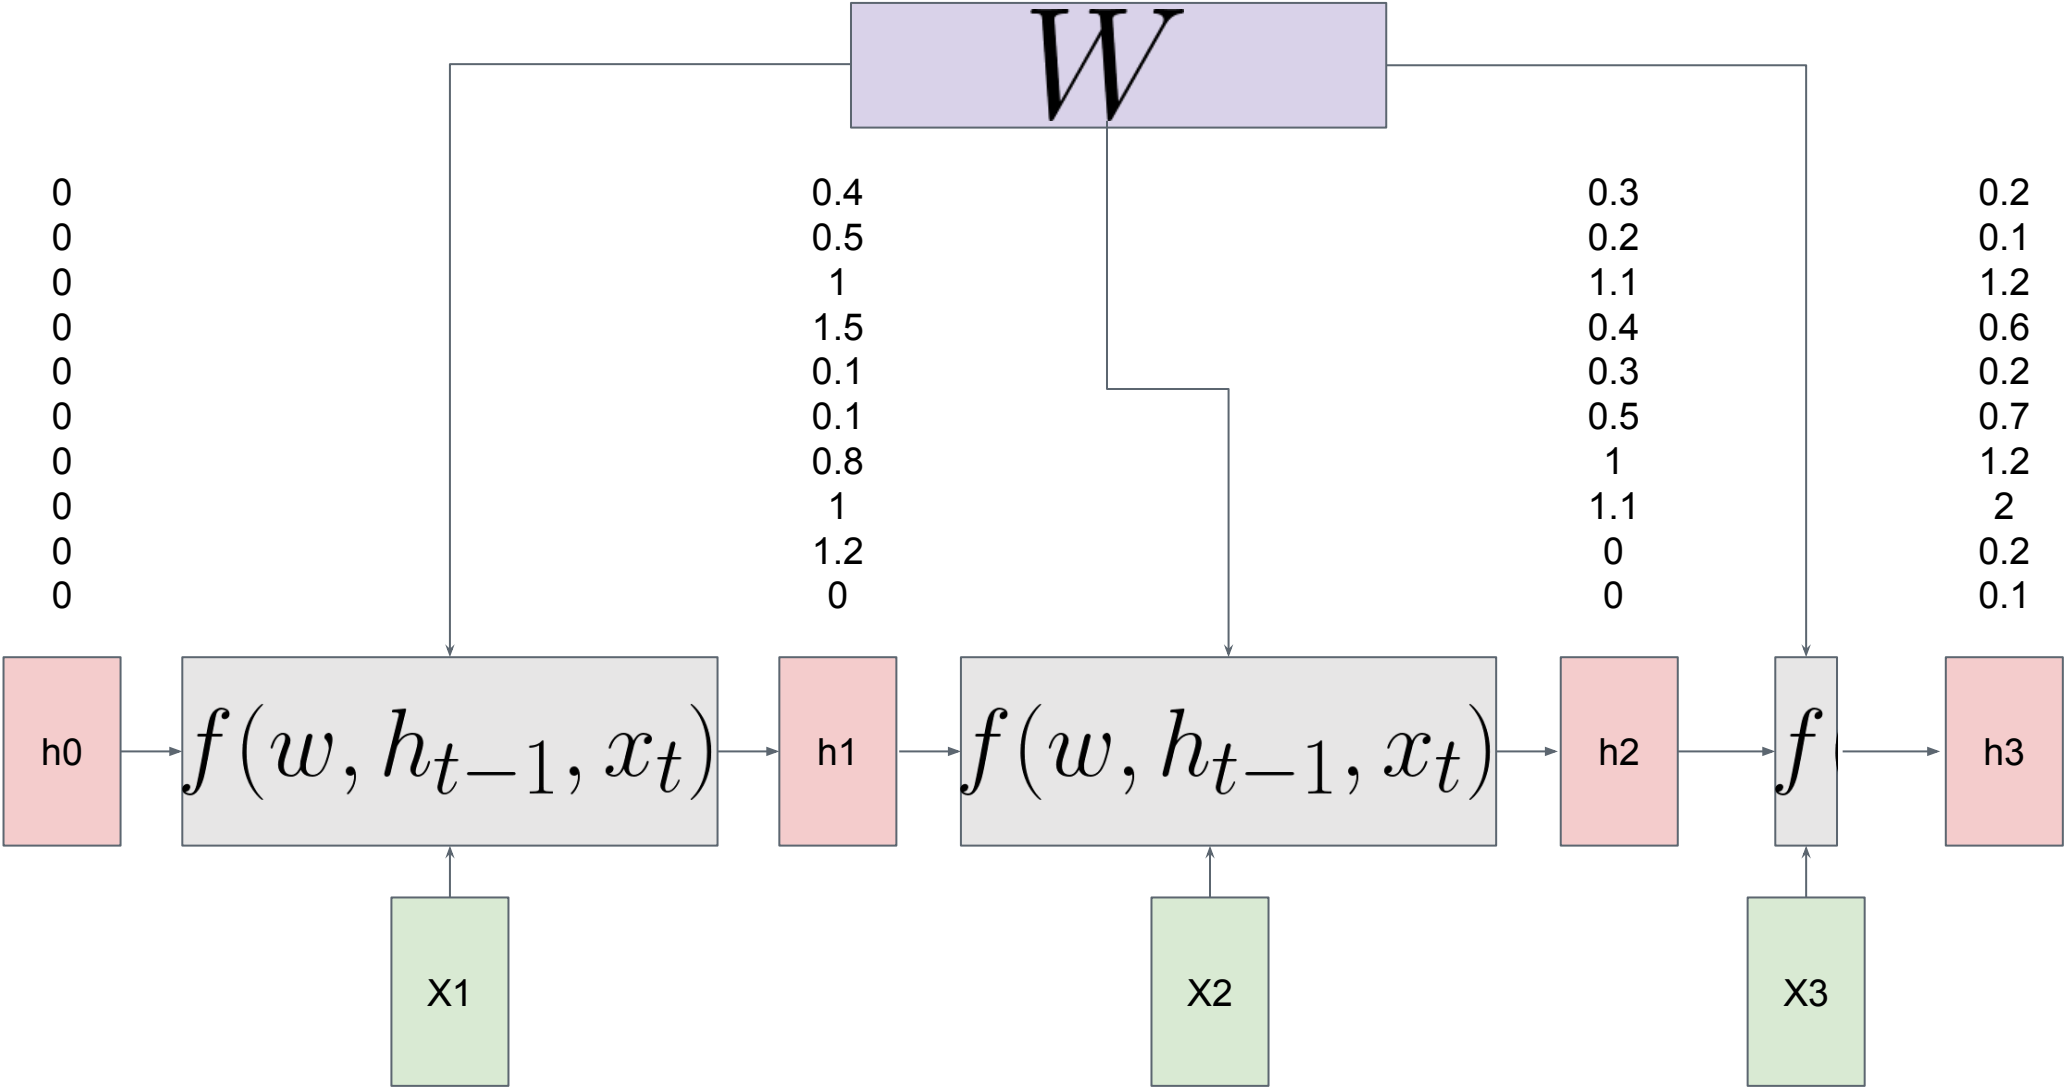 W
0 0.4 0.3 0.2
0 0.5 0.2 0.1
0 1 1.1 1.2
0 1.5 0.4 0.6
0 0.1 0.3 0.2
0 0.1 0.5 0.7
0 0.8 1 1.2
0 1 1.1 2
0 1.2 0 0.2
0 0 0 0.1
h0 f(w, h_{t−1}, x_t) h1 f(w, h_{t−1}, x_t) h2 f( h3
X1 X2 X3